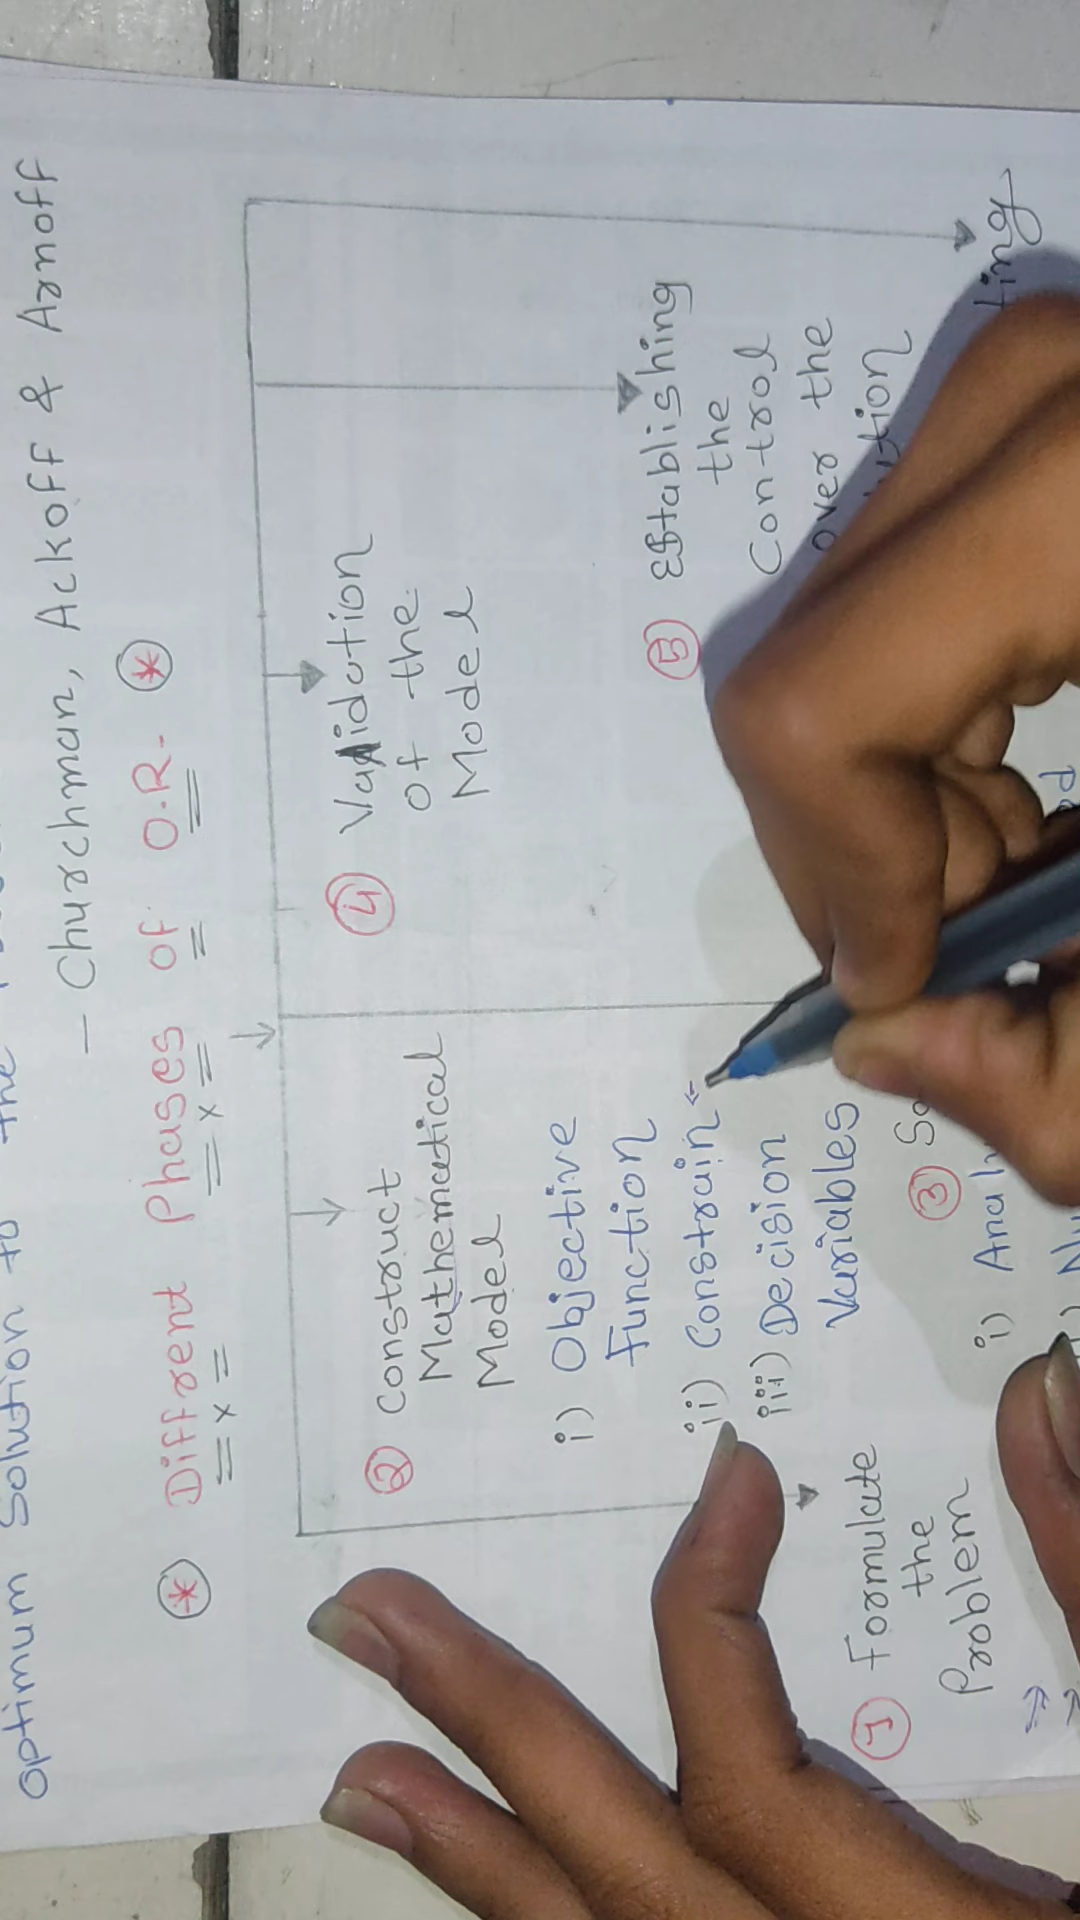 optimum Solution to the
- Churchman, Ackoff & Arnoff
* Different Phases of O.R. *
② Construct
Mathematical
Model
i) Objective
Function
ii) Constrain
iii) Decision
Variables
④ Validation
of the
Model
⑤ Establishing
the
Control
over the
① Formulate
the
Problem
③
i)